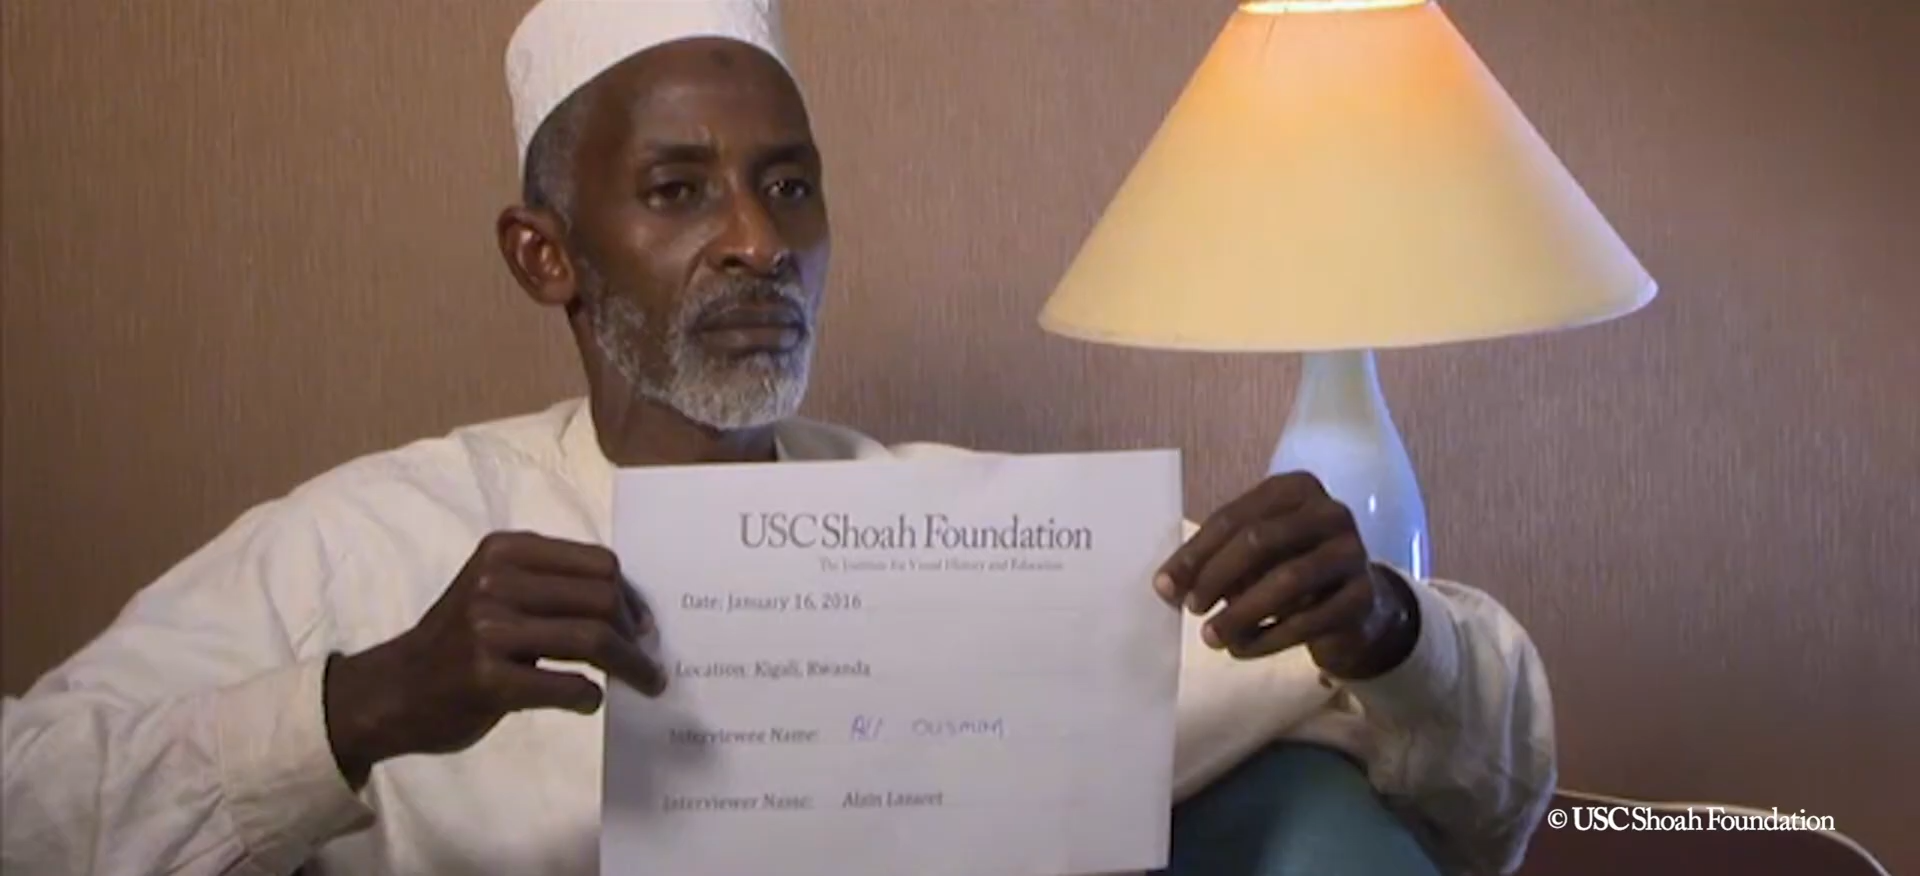 USC Shoah Foundation
The Institute for Visual History and Education
Date: January 16, 2016
Location: Kigali, Rwanda
Interviewee Name: Ali OUSMAN
Interviewer Name: Alain Lazaret
© USC Shoah Foundation